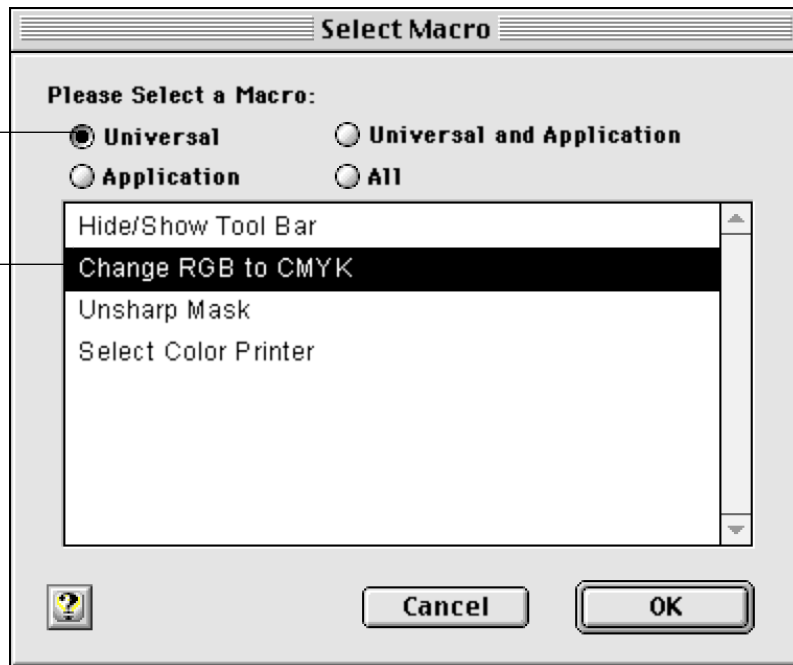 Select Macro
Please Select a Macro:
Universal
Universal and Application
Application
All
Hide/Show Tool Bar
Change RGB to CMYK
Unsharp Mask
Select Color Printer
?
Cancel
OK